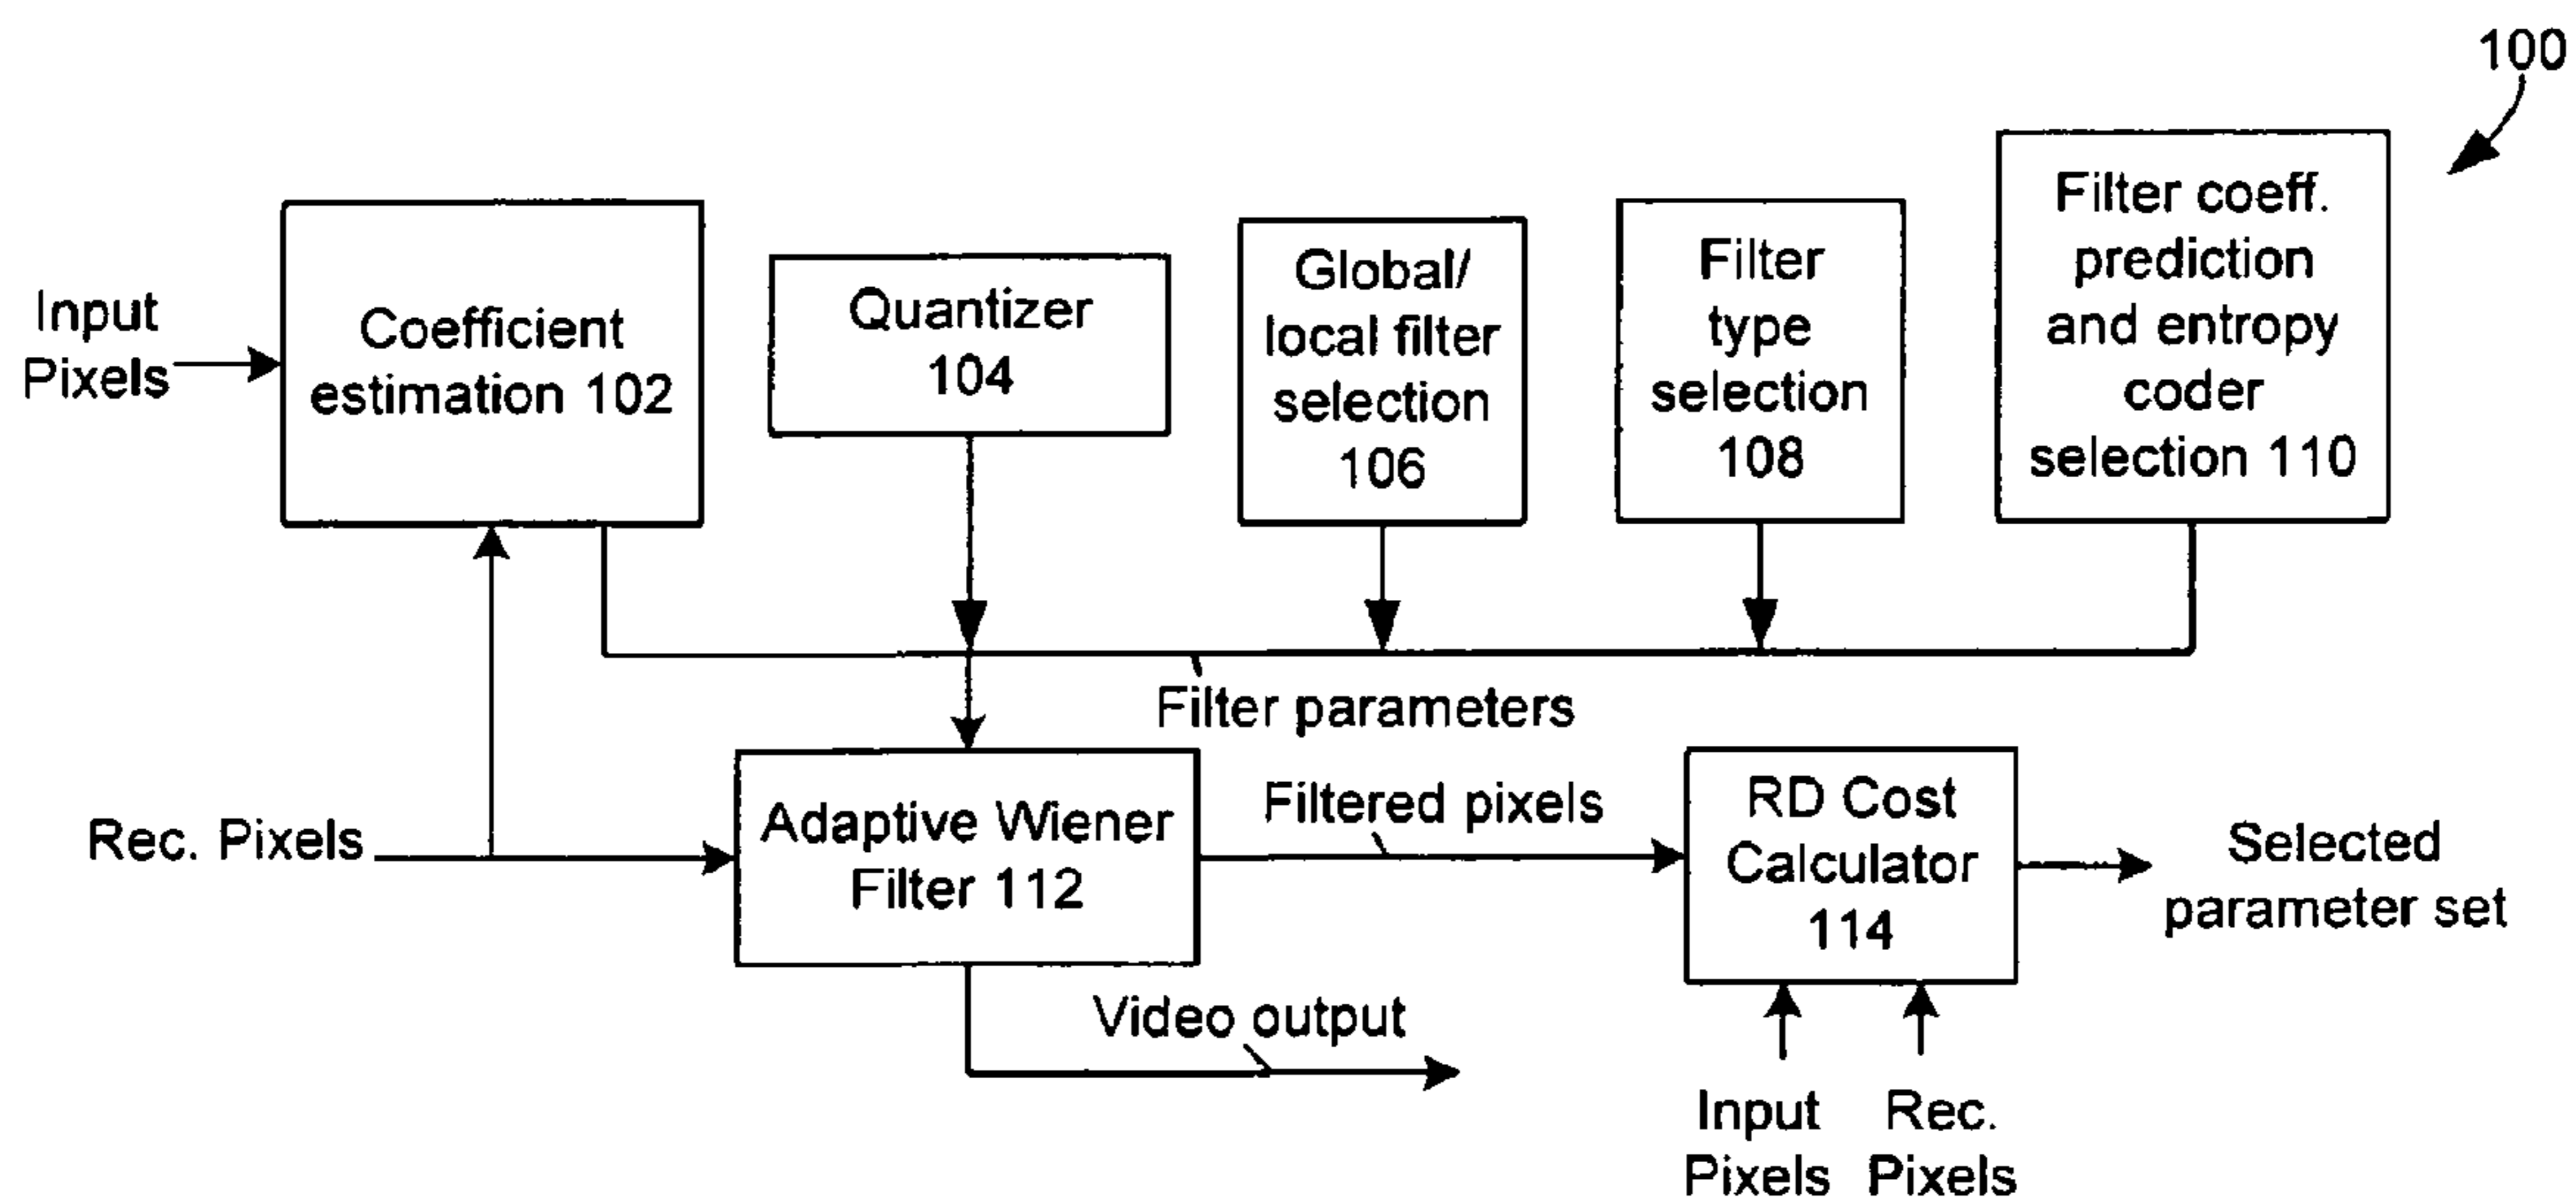 100
Input
Pixels
Coefficient
estimation 102
Quantizer
104
Global/
local filter
selection
106
Filter
type
selection
108
Filter coeff.
prediction
and entropy
coder
selection 110
Filter parameters
Rec. Pixels
Adaptive Wiener
Filter 112
Filtered pixels
RD Cost
Calculator
114
Selected
parameter set
Video output
Input
Pixels
Rec.
Pixels